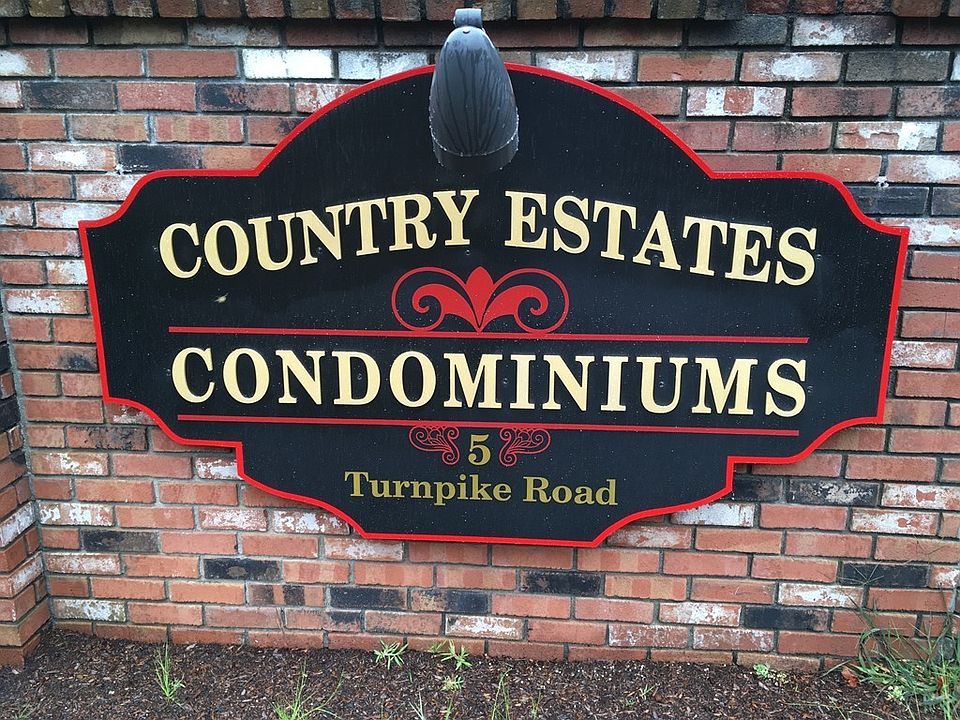 COUNTRY ESTATES
CONDOMINIUMS
5
Turnpike Road